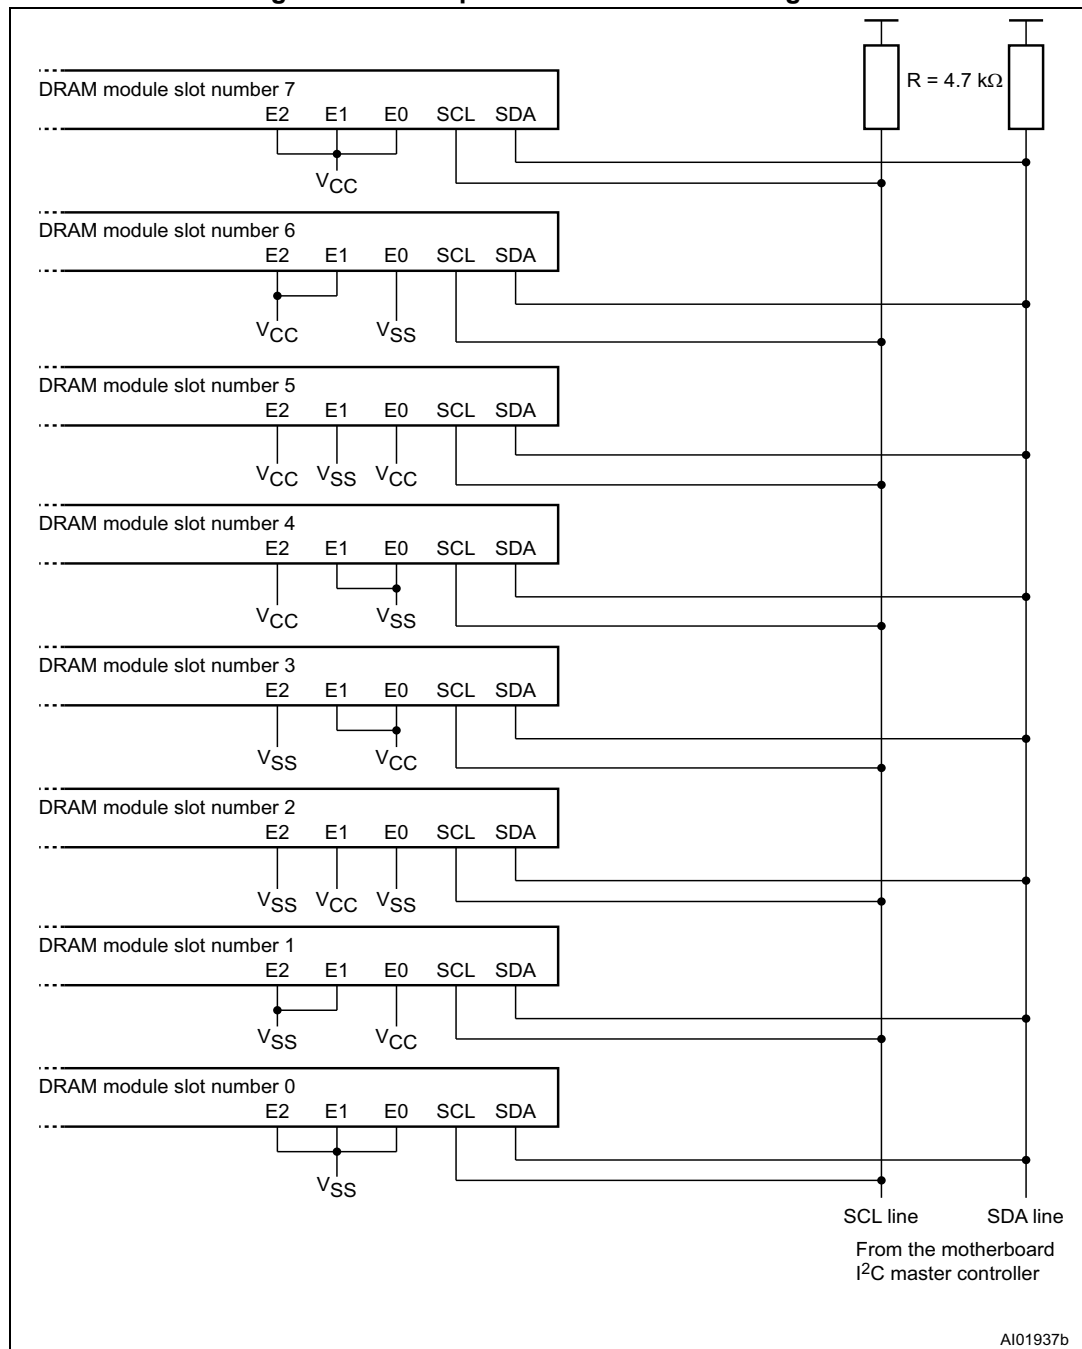 R = 4.7 kΩ
DRAM module slot number 7
E2 E1 E0 SCL SDA
VCC
DRAM module slot number 6
E2 E1 E0 SCL SDA
VCC VSS
DRAM module slot number 5
E2 E1 E0 SCL SDA
VCC VSS VCC
DRAM module slot number 4
E2 E1 E0 SCL SDA
VCC VSS
DRAM module slot number 3
E2 E1 E0 SCL SDA
VSS VCC
DRAM module slot number 2
E2 E1 E0 SCL SDA
VSS VCC VSS
DRAM module slot number 1
E2 E1 E0 SCL SDA
VSS VCC
DRAM module slot number 0
E2 E1 E0 SCL SDA
VSS
SCL line SDA line
From the motherboard
I2C master controller
AI01937b